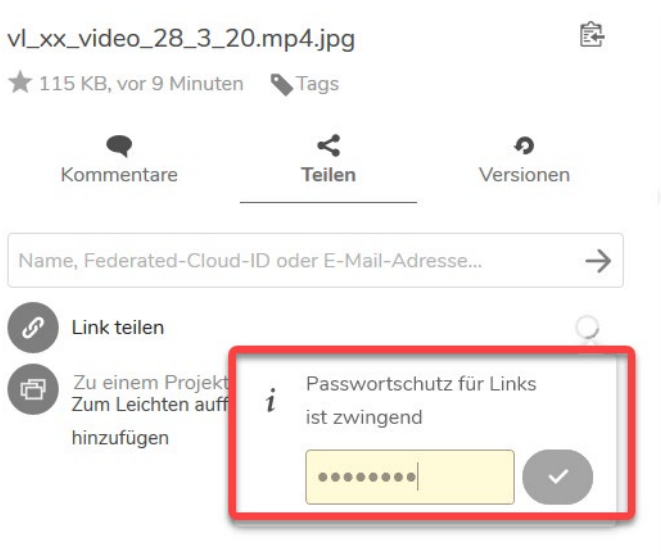 vl_xx_video_28_3_20.mp4.jpg
115 KB, vor 9 Minuten Tags
Kommentare Teilen Versionen
Name, Federated-Cloud-ID oder E-Mail-Adresse...
Link teilen
Zu einem Projekt
Zum Leichten auff
hinzufügen
i Passwortschutz für Links
ist zwingend